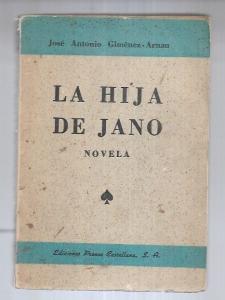 José Antonio Giménez-Arnau
LA HIJA
DE JANO
NOVELA
Ediciones Prensa Castellana, S. A.